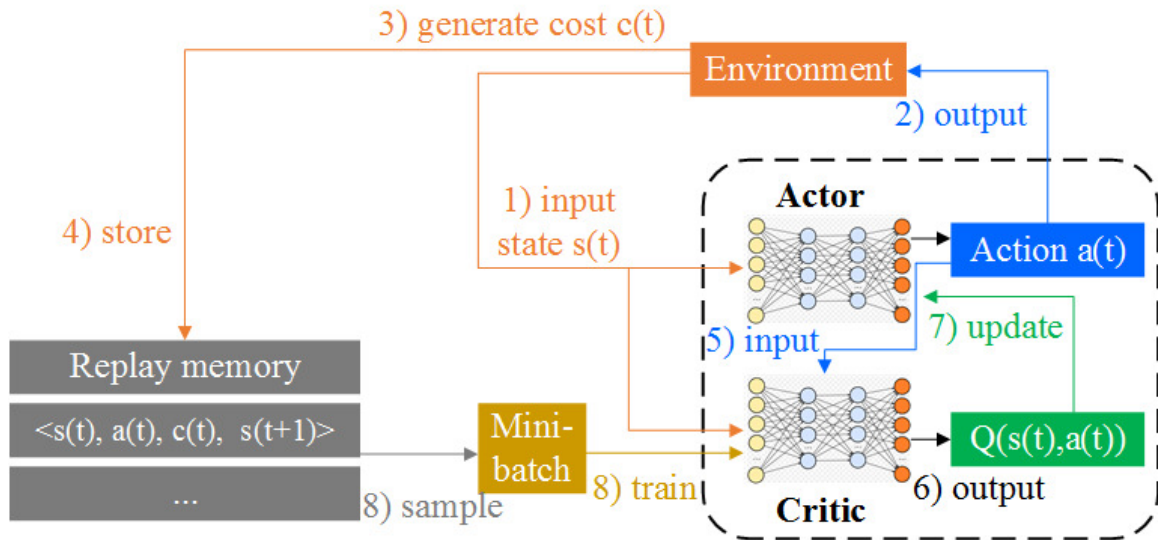 3) generate cost c(t)
Environment
2) output
1) input
state s(t)
4) store
Actor
Action a(t)
7) update
5) input
Replay memory
<s(t), a(t), c(t), s(t+1)>
...
Mini-
batch
Q(s(t),a(t))
8) sample
8) train
6) output
Critic